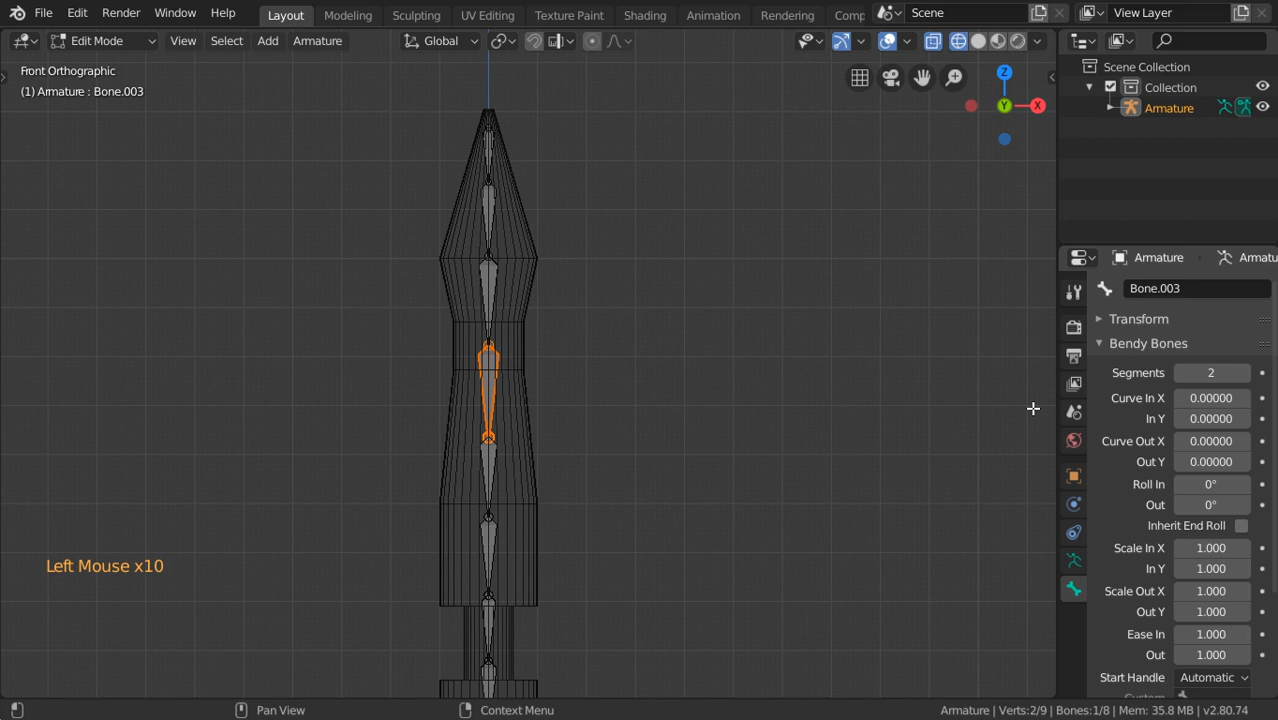 File Edit Render Window Help Layout Modeling Sculpting UV Editing Texture Paint Shading Animation Rendering Comp Scene View Layer
Edit Mode View Select Add Armature Global
Front Orthographic
(1) Armature : Bone.003
Z
Y
X
Scene Collection
Collection
Armature
Armature Armatu
Bone.003
Transform
Bendy Bones
Segments 2
Curve In X 0.00000
In Y 0.00000
Curve Out X 0.00000
Out Y 0.00000
Roll In 0°
Out 0°
Inherit End Roll
Scale In X 1.000
In Y 1.000
Scale Out X 1.000
Out Y 1.000
Ease In 1.000
Out 1.000
Start Handle Automatic
Left Mouse x10
Pan View Context Menu Armature | Verts:2/9 | Bones:1/8 | Mem: 35.8 MB | v2.80.74